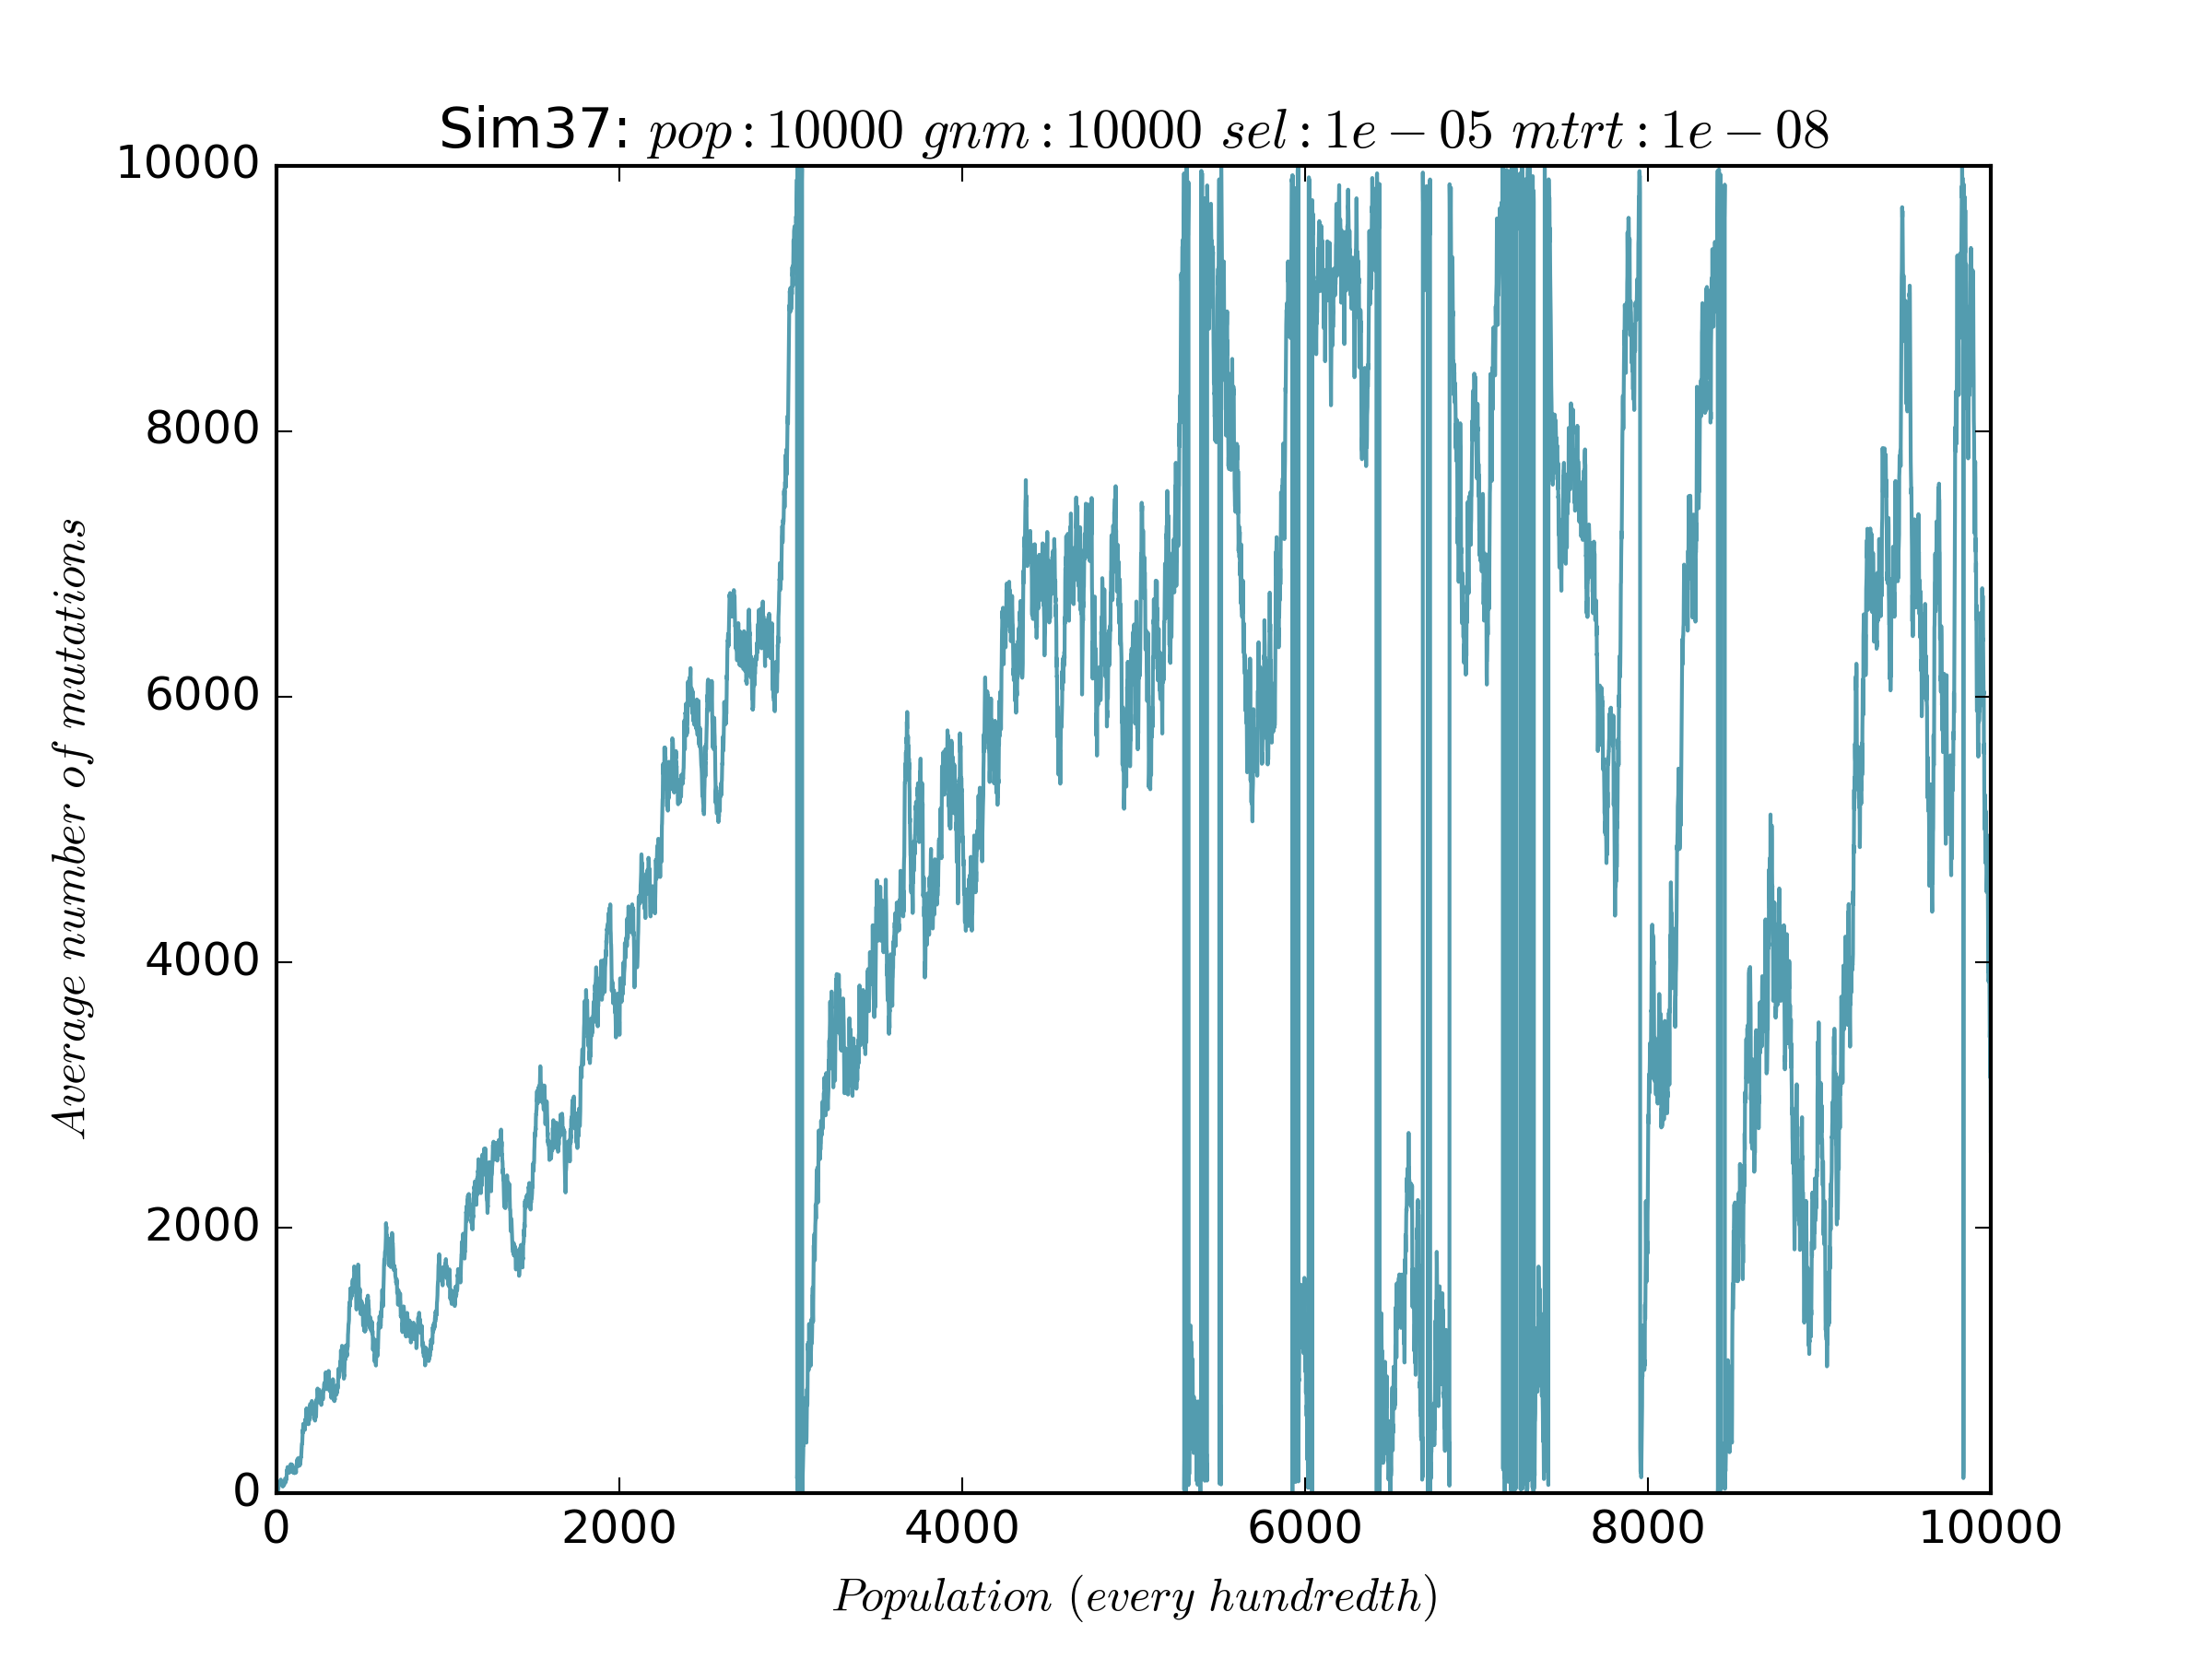 Sim37: pop : 10000 gnm : 10000 sel : 1e − 05 mtrt : 1e − 08
10000
8000
6000
4000
2000
0
Average number of mutations
0 2000 4000 6000 8000 10000
Population (every hundredth)